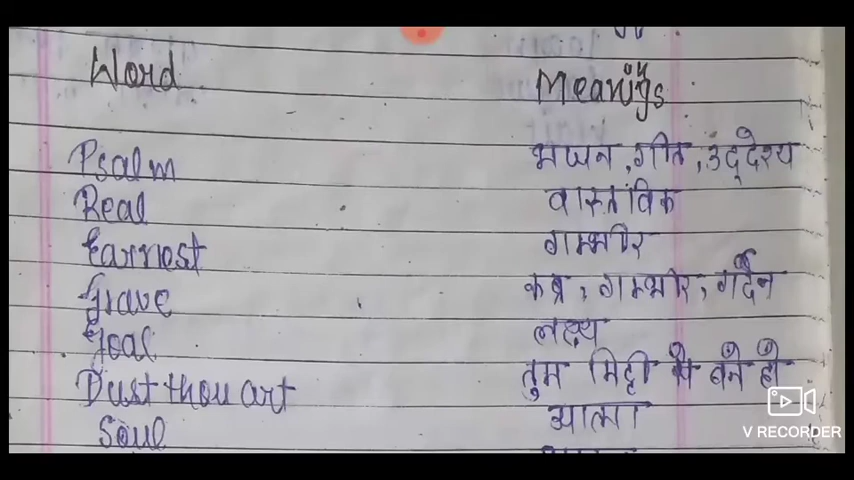 Word Meanings
Psalm भजन, गीत, उद्देश्य
Real वास्तविक
Earnest गम्भीर
Grave कब्र, गम्भीर, गर्दन
Goal लक्ष्य
Dust thou art तुम मिट्टी से बने हो
Soul आत्मा
V RECORDER